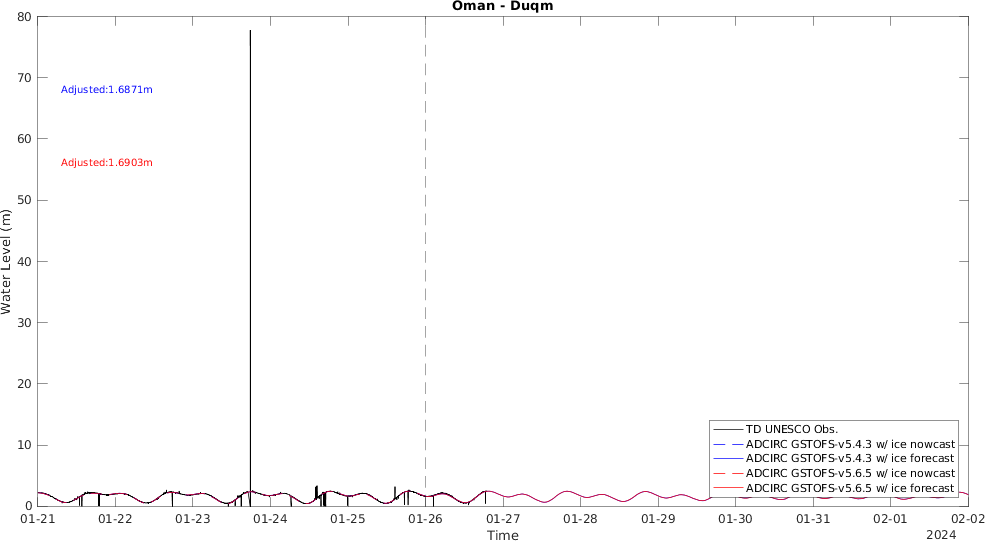 Oman - Duqm
80
70
60
50
40
30
20
10
0
Water Level (m)
Adjusted:1.6871m
Adjusted:1.6903m
TD UNESCO Obs.
ADCIRC GSTOFS-v5.4.3 w/ ice nowcast
ADCIRC GSTOFS-v5.4.3 w/ ice forecast
ADCIRC GSTOFS-v5.6.5 w/ ice nowcast
ADCIRC GSTOFS-v5.6.5 w/ ice forecast
01-21 01-22 01-23 01-24 01-25 01-26 01-27 01-28 01-29 01-30 01-31 02-01 02-02
Time
2024